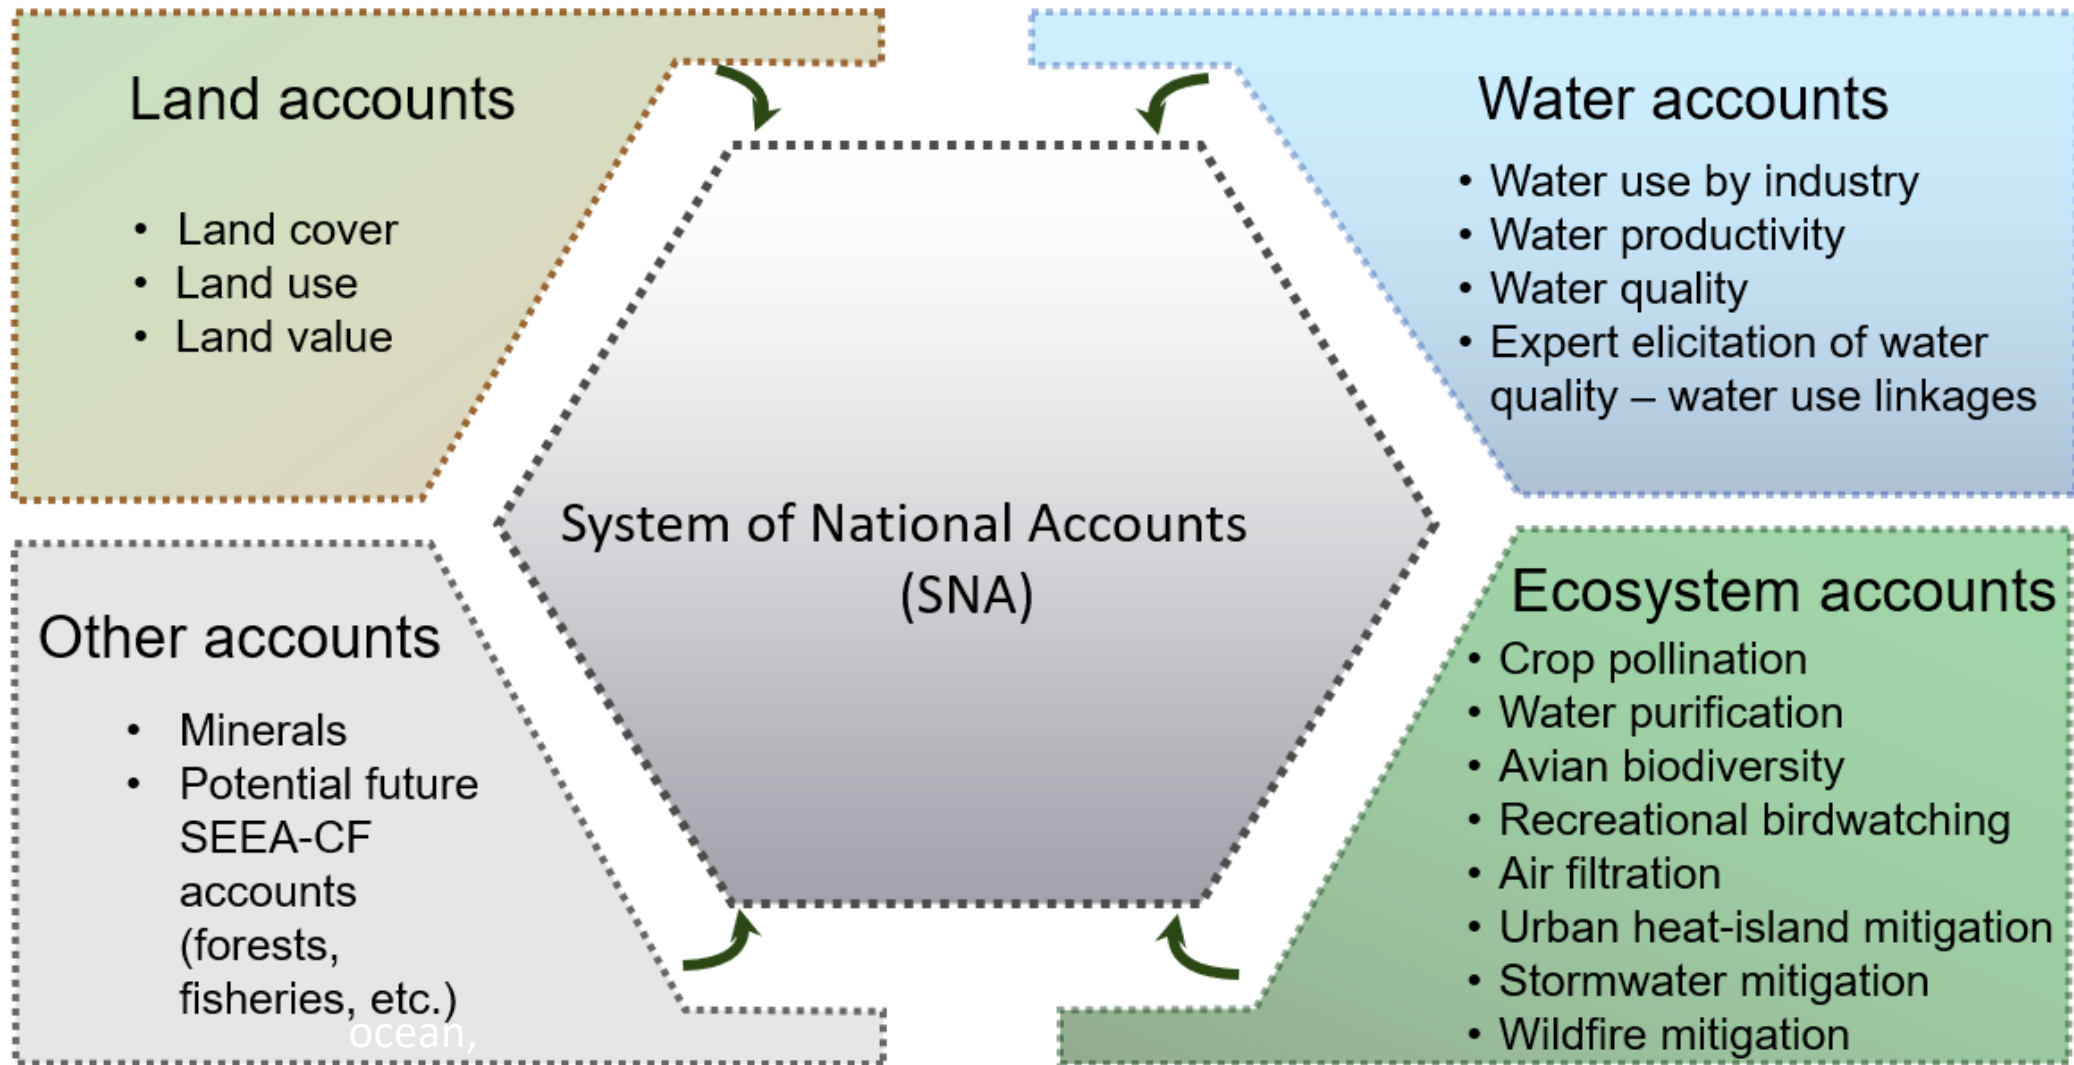 Land accounts
• Land cover
• Land use
• Land value
Water accounts
• Water use by industry
• Water productivity
• Water quality
• Expert elicitation of water
quality – water use linkages
System of National Accounts
(SNA)
Other accounts
• Minerals
• Potential future
SEEA-CF
accounts
(forests,
fisheries, etc.)
ocean,
Ecosystem accounts
• Crop pollination
• Water purification
• Avian biodiversity
• Recreational birdwatching
• Air filtration
• Urban heat-island mitigation
• Stormwater mitigation
• Wildfire mitigation